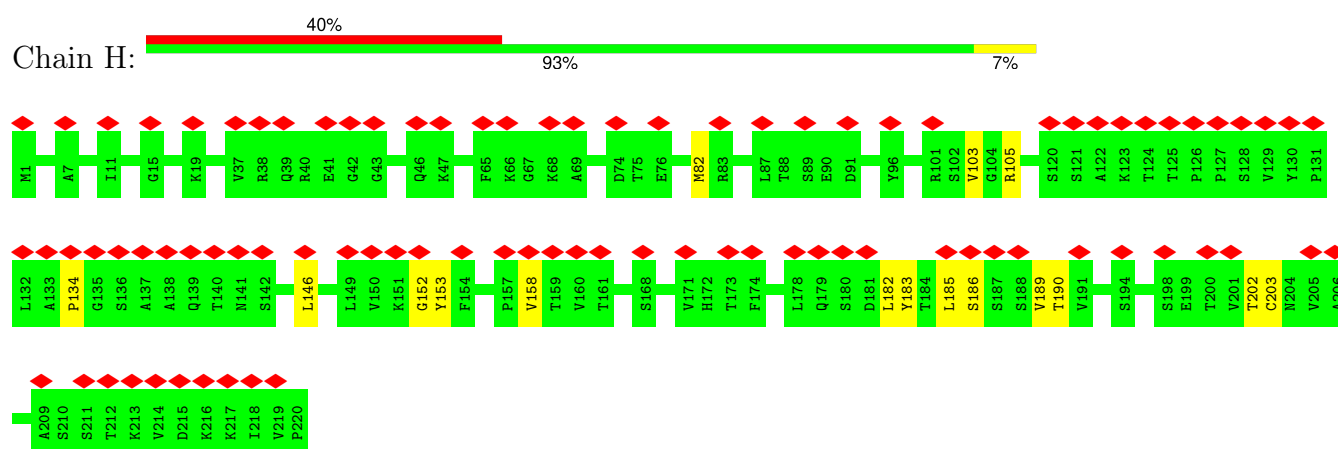 40%
Chain H:
93% 7%
M1 A7 I11 G15 K19 V37 R38 Q39 R40 E41 G42 G43 Q46 K47 F65 K66 G67 K68 A69 D74 T75 E76 M82 R83 L87 T88 S89 E90 D91 Y96 R101 S102 V103 G104 R105 S120 S121 A122 K123 T124 T125 P126 P127 S128 V129 Y130 P131
L132 A133 P134 G135 S136 A137 A138 Q139 T140 N141 S142 L146 L149 V150 K151 G152 Y153 F154 P157 V158 T159 V160 T161 S168 V171 H172 T173 F174 L178 Q179 S180 D181 L182 Y183 T184 L185 S186 S187 S188 V189 T190 V191 S194 S198 E199 T200 V201 T202 C203 N204 V205 A206
A209 S210 S211 T212 K213 V214 D215 K216 K217 I218 V219 P220